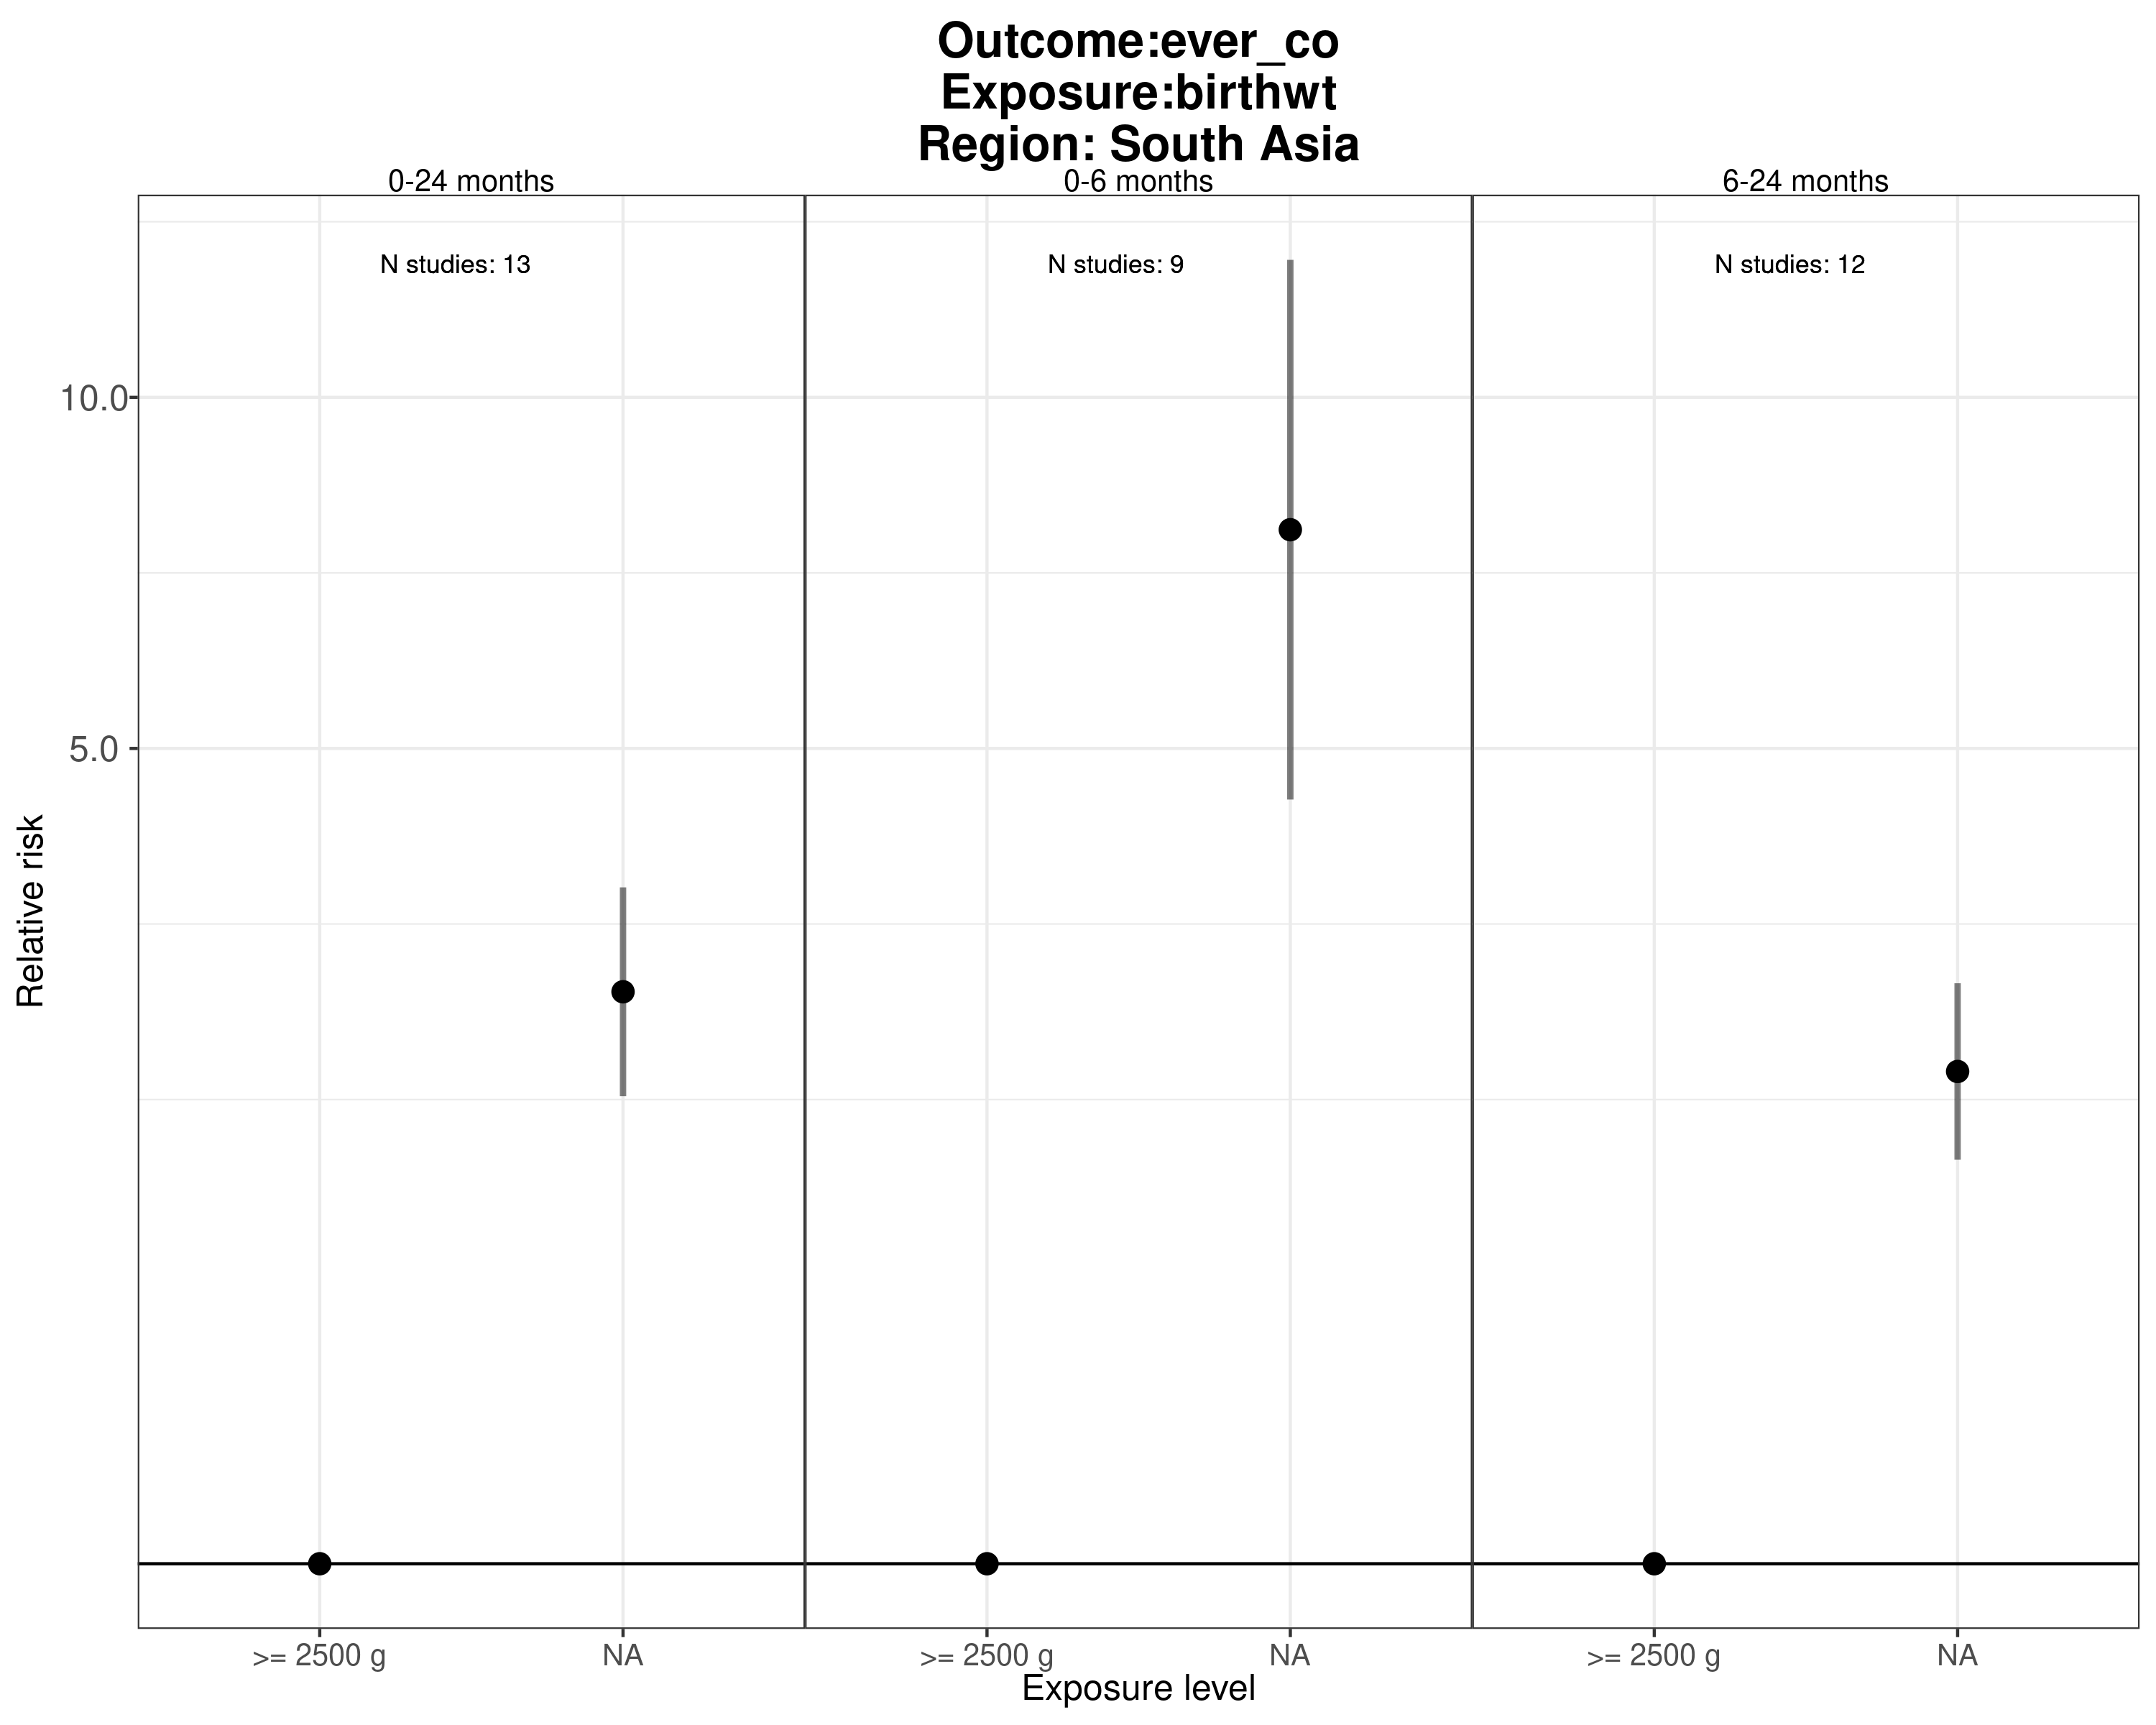 Outcome:ever_co
Exposure:birthwt
Region: South Asia
0-24 months
0-6 months
6-24 months
N studies: 13
N studies: 9
N studies: 12
10.0
5.0
Relative risk
>= 2500 g
NA
>= 2500 g
NA
>= 2500 g
NA
Exposure level